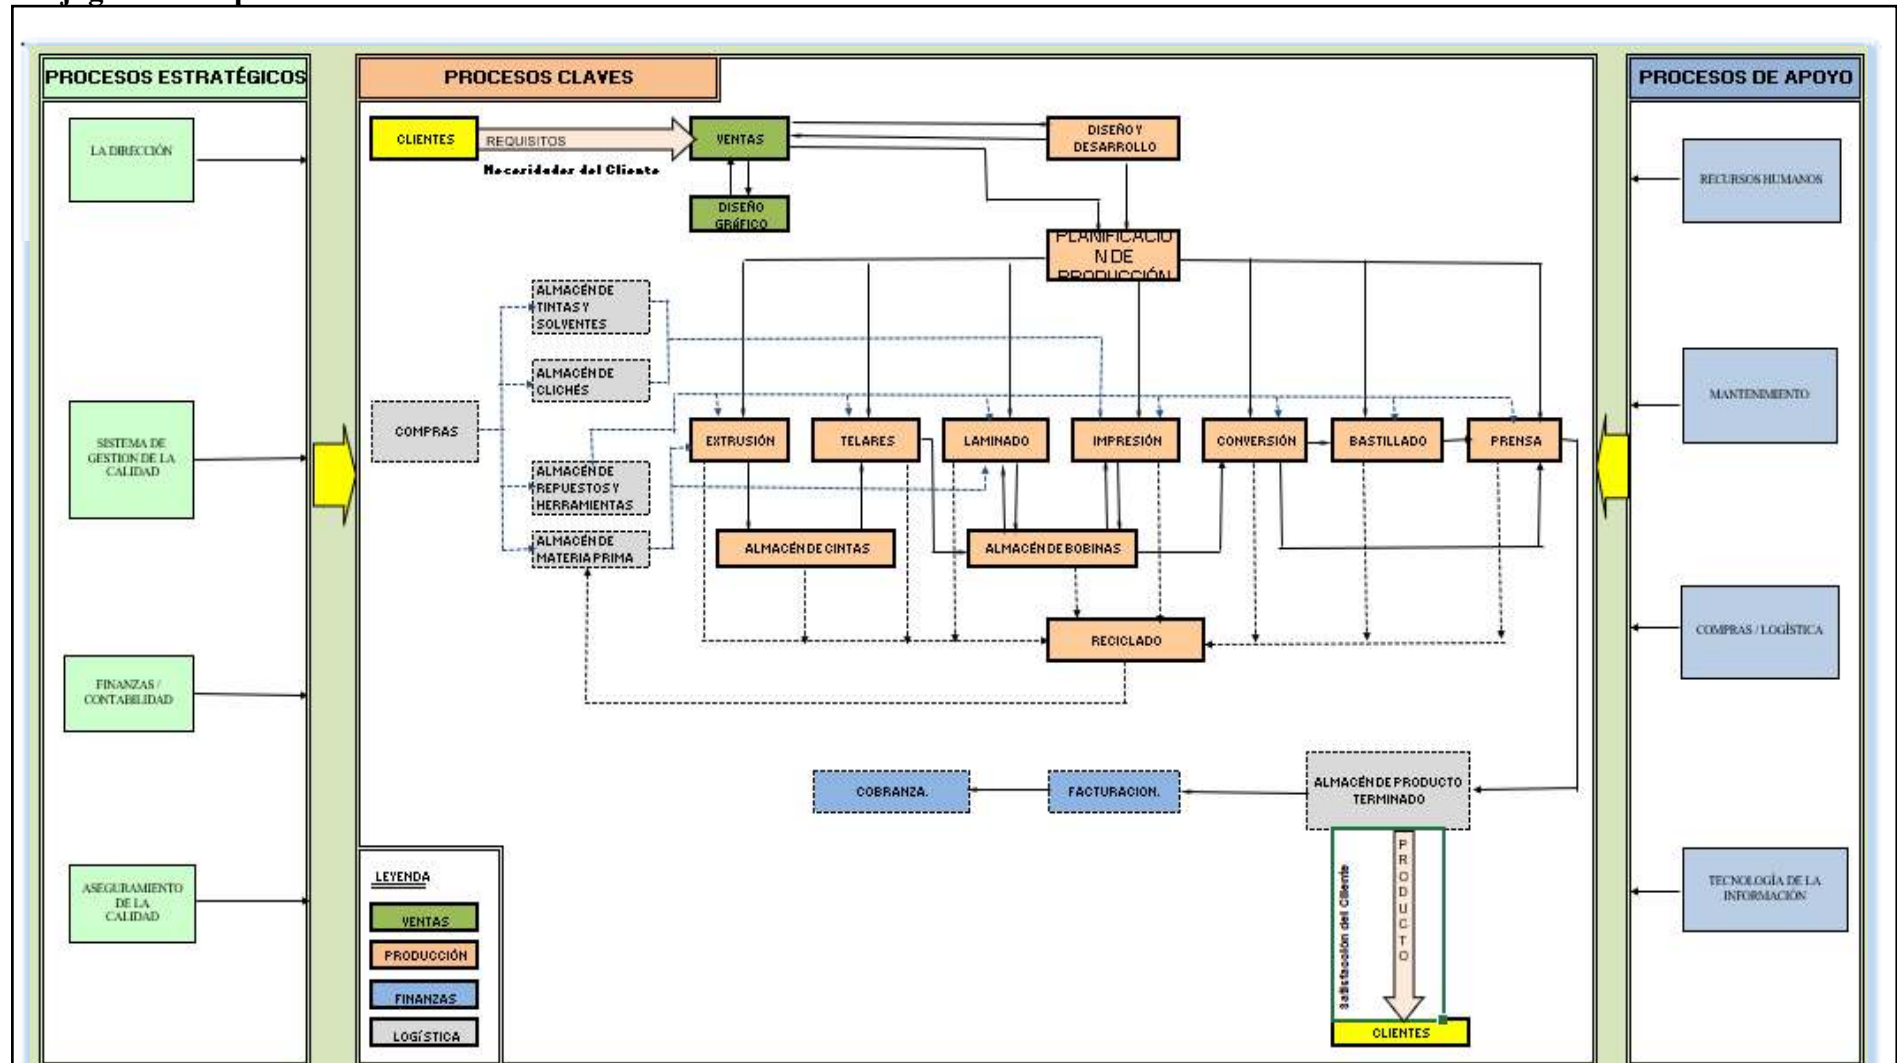 PROCESOS ESTRATÉGICOS
LA DIRECCIÓN
SISTEMA DE
GESTION DE LA
CALIDAD
FINANZAS /
CONTABILIDAD
ASEGURAMIENTO
DE LA
CALIDAD
PROCESOS CLAVES
CLIENTES
REQUISITOS
Necesidades del Cliente
VENTAS
DISEÑO
GRÁFICO
DISEÑO Y
DESARROLLO
PLANIFICACIÓ
N DE
PRODUCCIÓN
COMPRAS
ALMACÉN DE
TINTAS Y
SOLVENTES
ALMACÉN DE
CLICHÉS
ALMACÉN DE
REPUESTOS Y
HERRAMIENTAS
ALMACÉN DE
MATERIA PRIMA
EXTRUSIÓN
TELARES
LAMINADO
IMPRESIÓN
CONVERSIÓN
BASTILLADO
PRENSA
ALMACÉN DE CINTAS
ALMACÉN DE BOBINAS
RECICLADO
COBRANZA.
FACTURACION.
ALMACÉN DE PRODUCTO
TERMINADO
Satisfacción del Cliente
PRODUCTO
CLIENTES
LEYENDA
VENTAS
PRODUCCIÓN
FINANZAS
LOGÍSTICA
PROCESOS DE APOYO
RECURSOS HUMANOS
MANTENIMIENTO
COMPRAS / LOGÍSTICA
TECNOLOGÍA DE LA
INFORMACIÓN